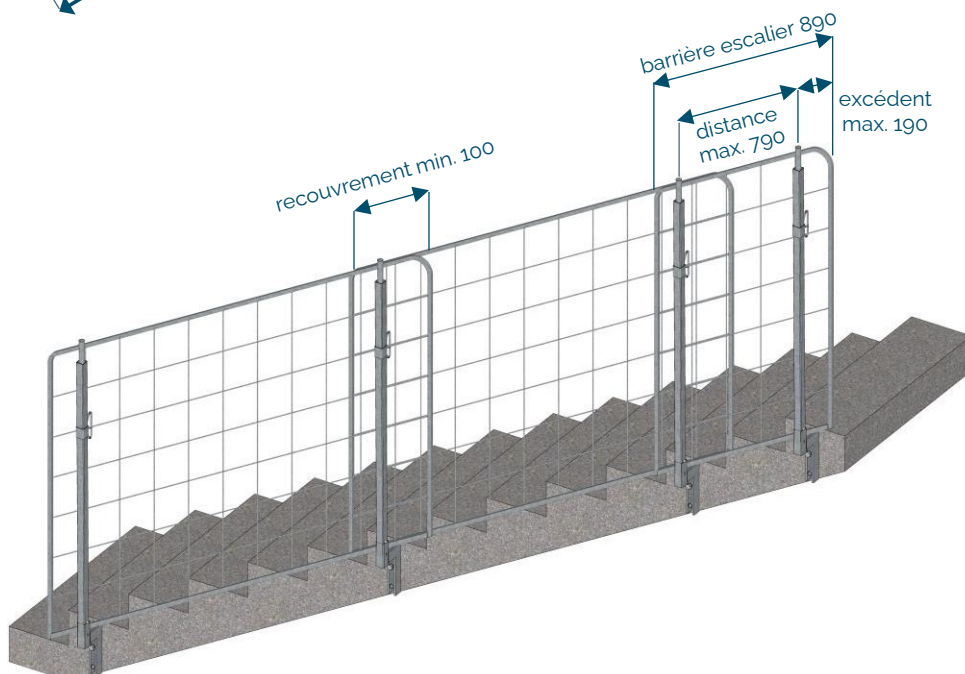 barrière escalier 890
excédent
max. 190
distance
max. 790
recouvrement min. 100